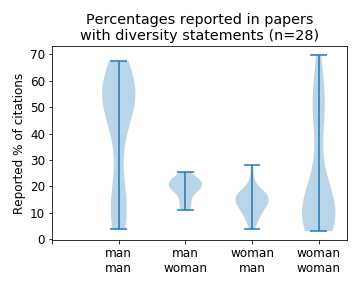 Percentages reported in papers
with diversity statements (n=28)
Reported % of citations
70
60
50
40
30
20
10
0
man man woman woman
man woman man woman